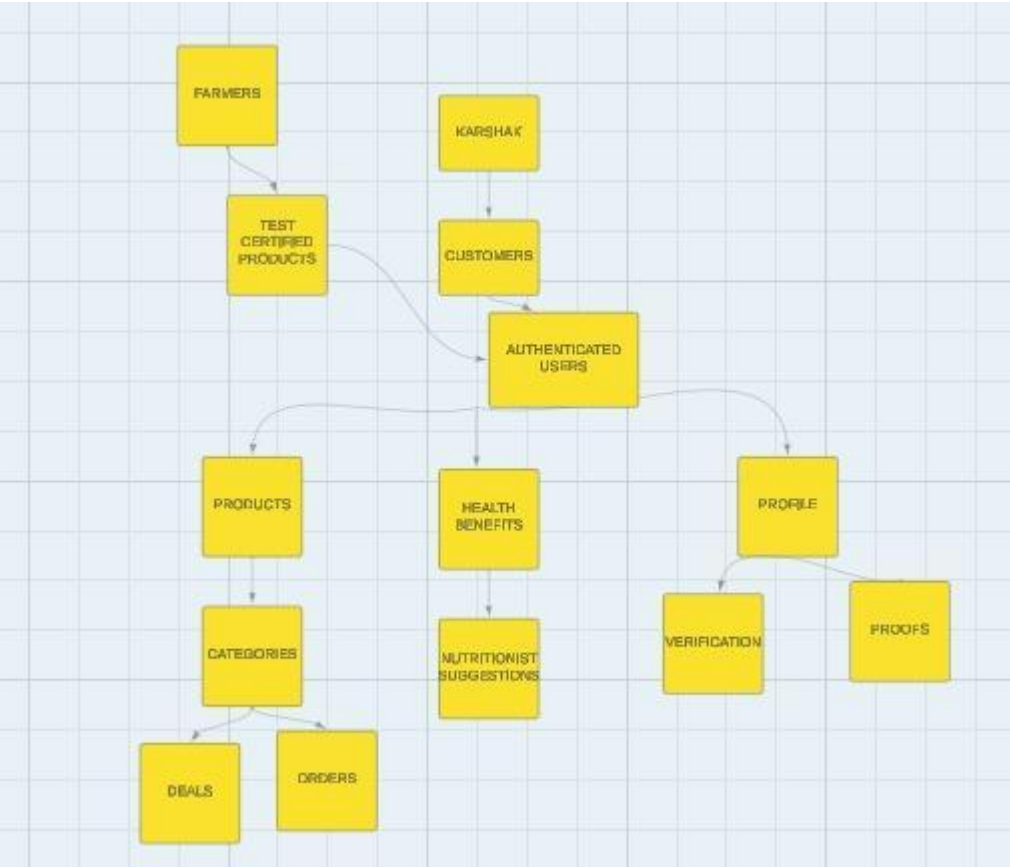 FARMERS
KARSHAK
TEST
CERTIFIED
PRODUCTS
CUSTOMERS
AUTHENTICATED
USERS
PRODUCTS
HEALTH
BENEFITS
PROFILE
CATEGORIES
NUTRITIONIST
SUGGESTIONS
VERIFICATION
PROOFS
DEALS
ORDERS